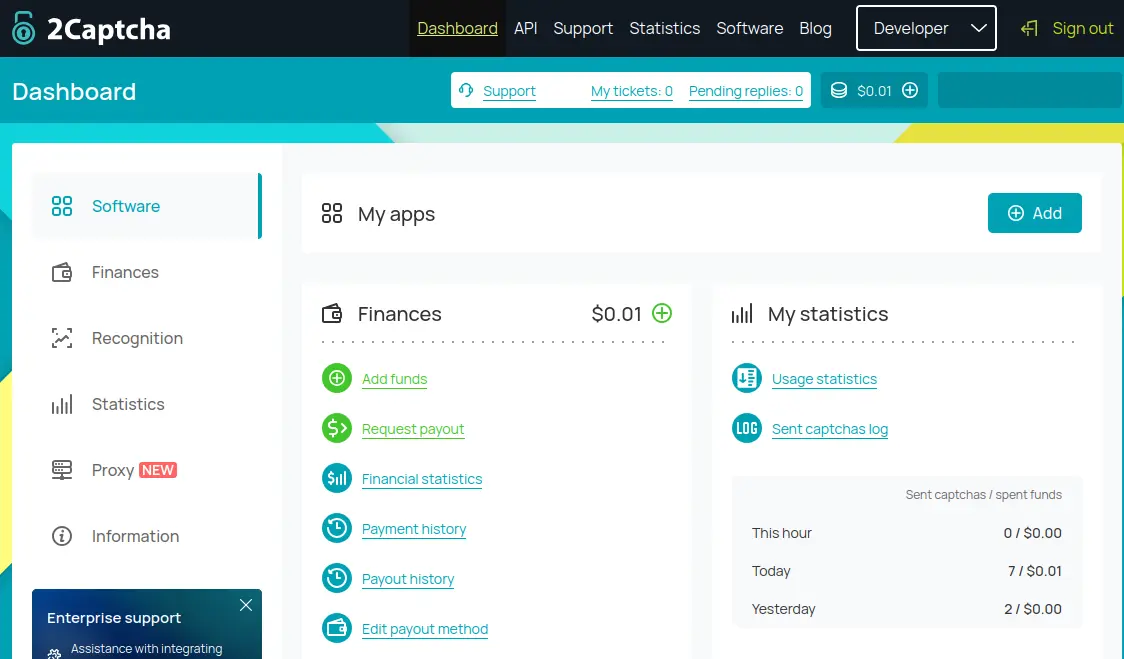 2Captcha
Dashboard API Support Statistics Software Blog Developer Sign out
Dashboard
Support My tickets: 0 Pending replies: 0 $0.01
Software
Finances
Recognition
Statistics
Proxy NEW
Information
Enterprise support
Assistance with integrating
My apps
Add
Finances $0.01
Add funds
Request payout
Financial statistics
Payment history
Payout history
Edit payout method
My statistics
Usage statistics
LOG Sent captchas log
Sent captchas / spent funds
This hour 0 / $0.00
Today 7 / $0.01
Yesterday 2 / $0.00